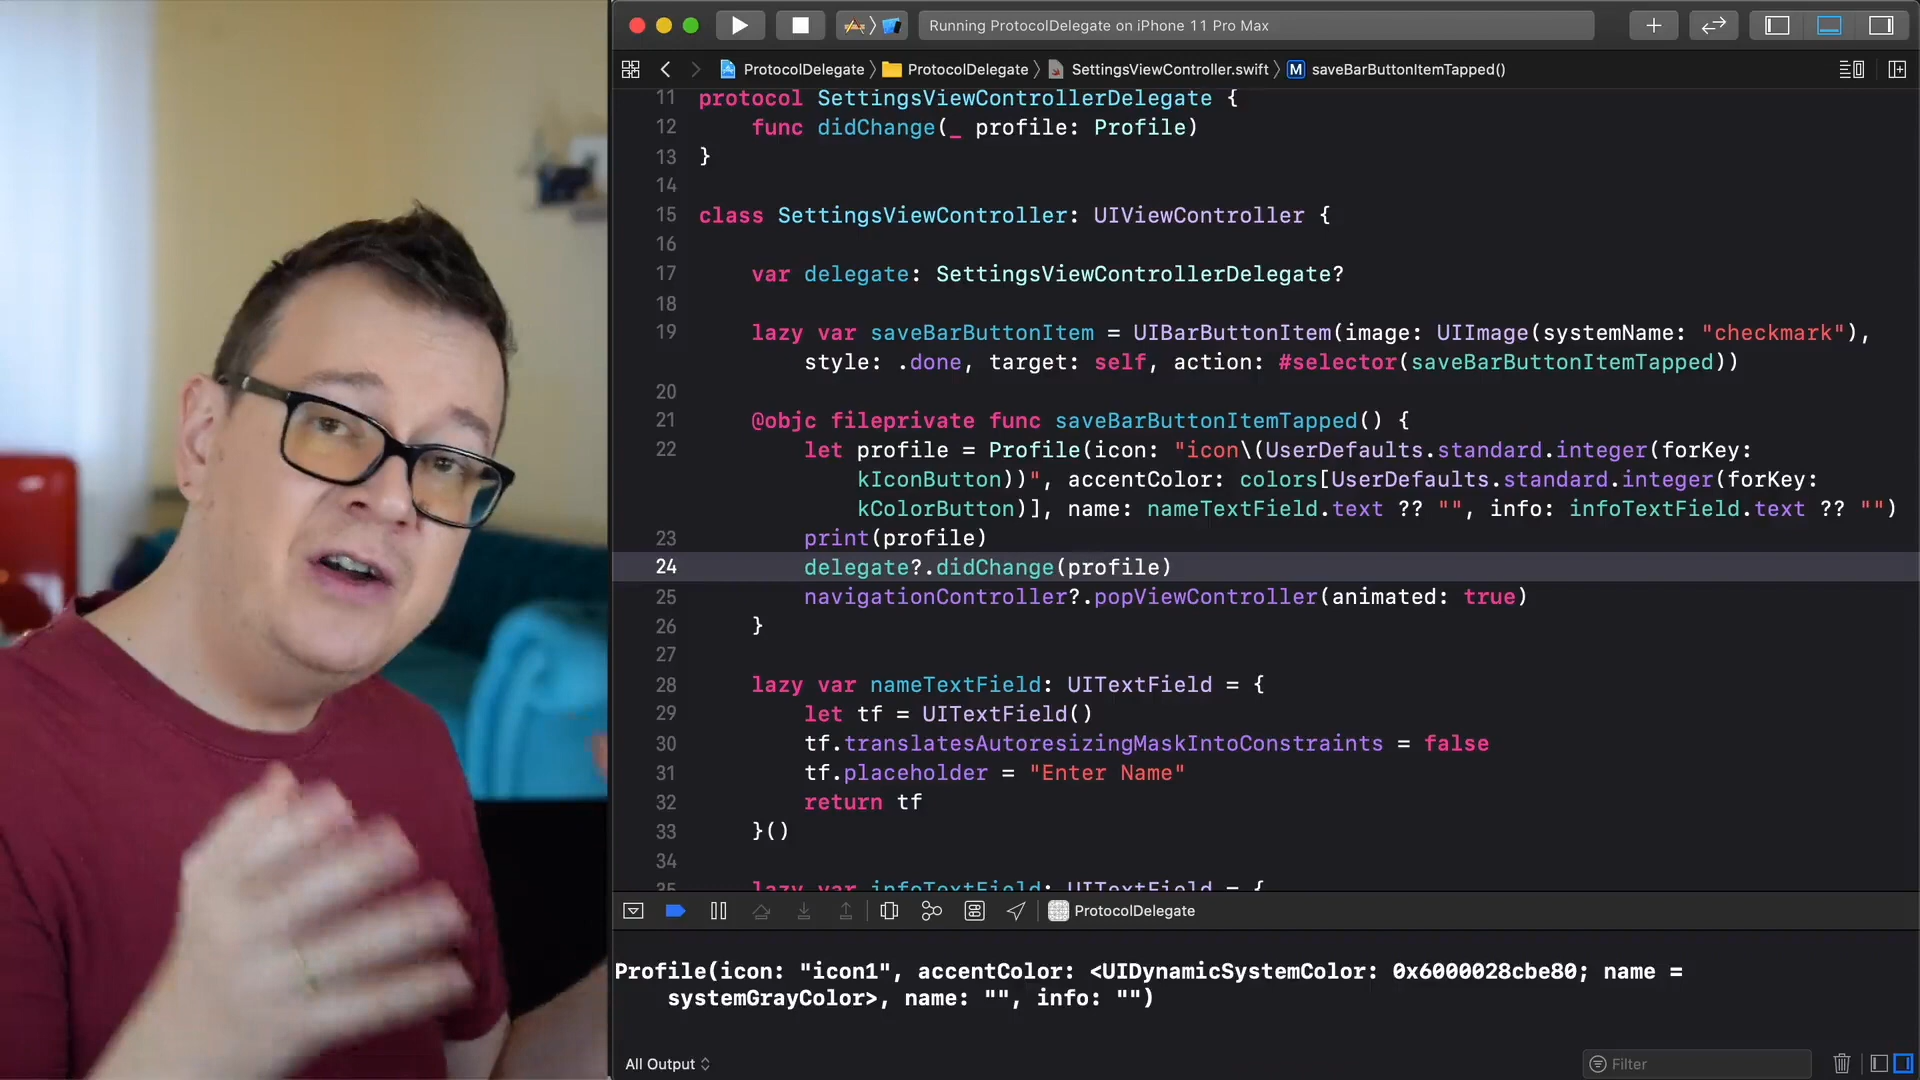 Running ProtocolDelegate on iPhone 11 Pro Max
ProtocolDelegate
ProtocolDelegate
SettingsViewController.swift
M saveBarButtonItemTapped()
11 protocol SettingsViewControllerDelegate {
12 func didChange(_ profile: Profile)
13 }
14
15 class SettingsViewController: UIViewController {
16
17 var delegate: SettingsViewControllerDelegate?
18
19 lazy var saveBarButtonItem = UIBarButtonItem(image: UIImage(systemName: "checkmark"),
style: .done, target: self, action: #selector(saveBarButtonItemTapped))
20
21 @objc fileprivate func saveBarButtonItemTapped() {
22 let profile = Profile(icon: "icon\(UserDefaults.standard.integer(forKey:
kIconButton))", accentColor: colors[UserDefaults.standard.integer(forKey:
kColorButton)], name: nameTextField.text ?? "", info: infoTextField.text ?? "")
23 print(profile)
24 delegate?.didChange(profile)
25 navigationController?.popViewController(animated: true)
26 }
27
28 lazy var nameTextField: UITextField = {
29 let tf = UITextField()
30 tf.translatesAutoresizingMaskIntoConstraints = false
31 tf.placeholder = "Enter Name"
32 return tf
33 }()
34
35 lazy var infoTextField: UITextField = {
ProtocolDelegate
Profile(icon: "icon1", accentColor: <UIDynamicSystemColor: 0x6000028cbe80; name =
systemGrayColor>, name: "", info: "")
All Output
Filter